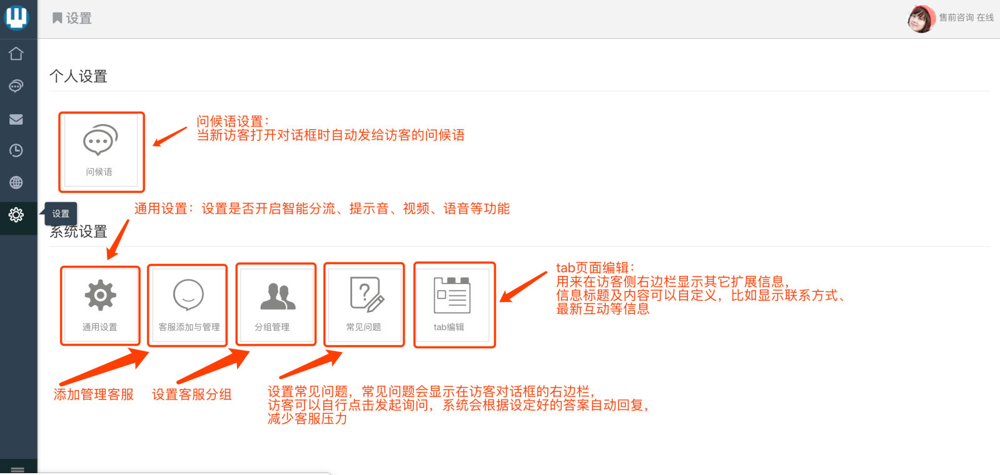 设置
售前咨询 在线
个人设置
问候语
问候语设置：
当新访客打开对话框时自动发给访客的问候语
通用设置：设置是否开启智能分流、提示音、视频、语音等功能
设置
系统设置
通用设置
客服添加与管理
分组管理
常见问题
tab编辑
tab页面编辑：
用来在访客侧右边栏显示其它扩展信息，
信息标题及内容可以自定义，比如显示联系方式、
最新互动等信息
添加管理客服
设置客服分组
设置常见问题，常见问题会显示在访客对话框的右边栏，
访客可以自行点击发起询问，系统会根据设定好的答案自动回复，
减少客服压力